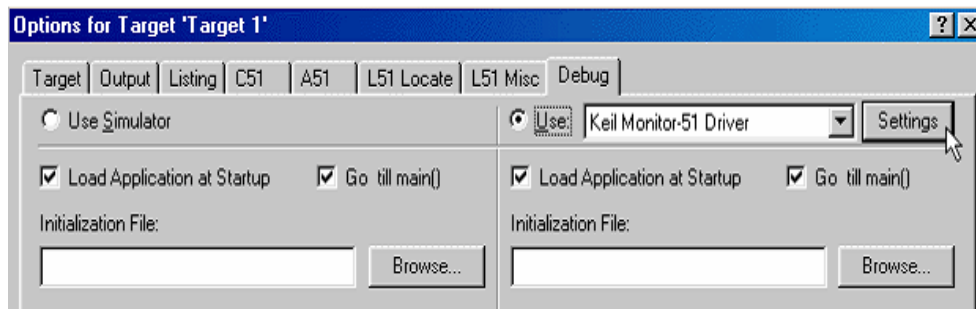 Options for Target 'Target 1'
Target Output Listing C51 A51 L51 Locate L51 Misc Debug
Use Simulator Use: Keil Monitor-51 Driver Settings
Load Application at Startup Go till main() Load Application at Startup Go till main()
Initialization File: Initialization File:
Browse... Browse...